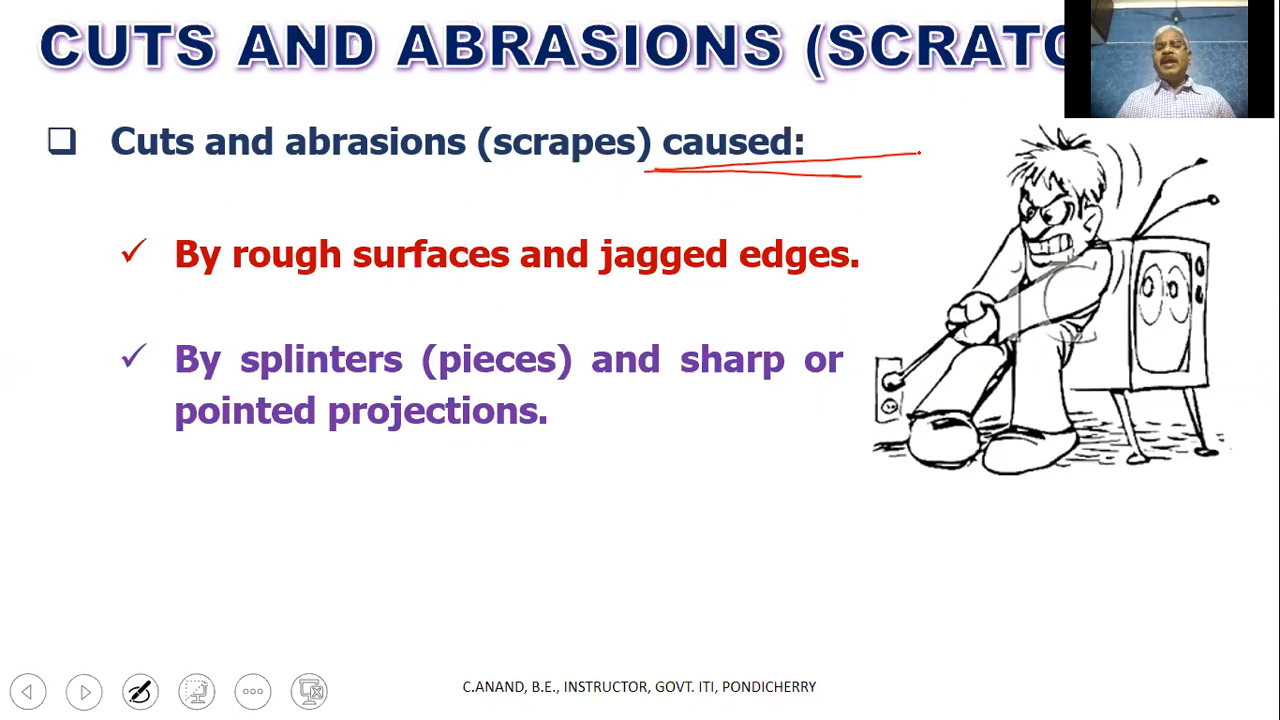 CUTS AND ABRASIONS (SCRATC
Cuts and abrasions (scrapes) caused:
By rough surfaces and jagged edges.
By splinters (pieces) and sharp or
pointed projections.
C.ANAND, B.E., INSTRUCTOR, GOVT. ITI, PONDICHERRY